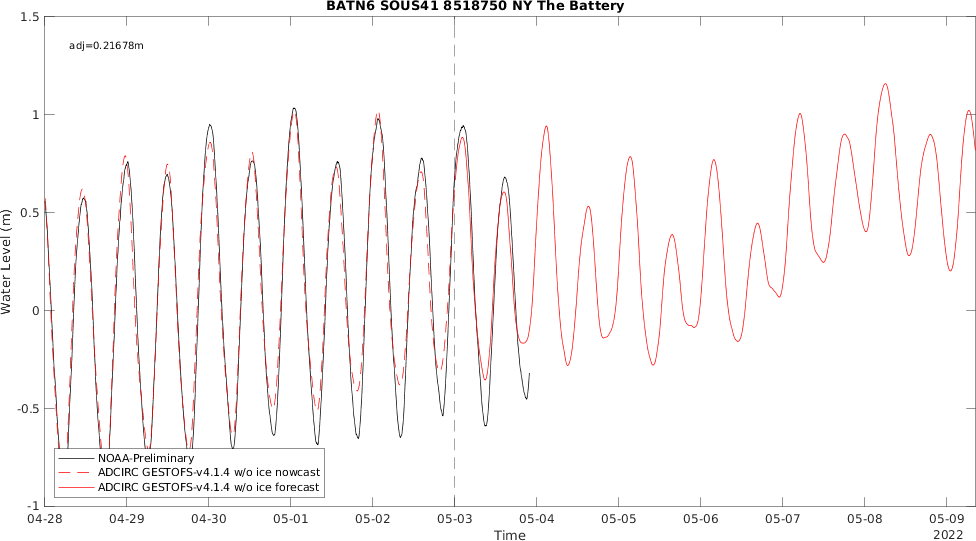 BATN6 SOUS41 8518750 NY The Battery
1.5
adj=0.21678m
1
0.5
0
-0.5
-1
Water Level (m)
NOAA-Preliminary
ADCIRC GESTOFS-v4.1.4 w/o ice nowcast
ADCIRC GESTOFS-v4.1.4 w/o ice forecast
04-28 04-29 04-30 05-01 05-02 05-03 05-04 05-05 05-06 05-07 05-08 05-09
Time
2022